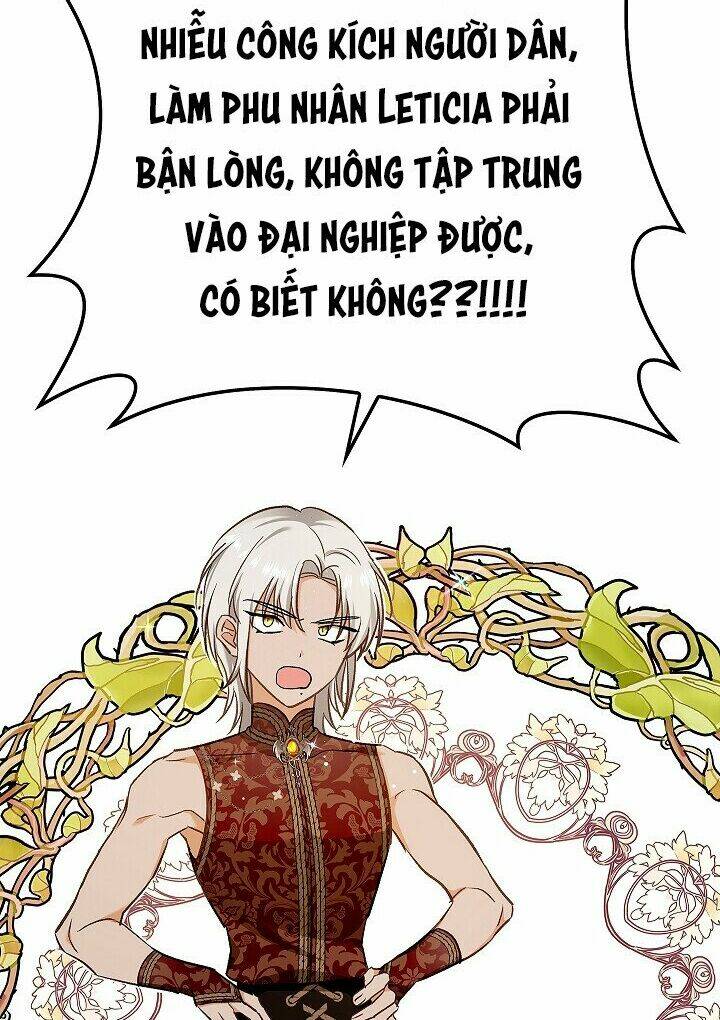 NHIỄU CÔNG KÍCH NGƯỜI DÂN,
LÀM PHU NHÂN LETICIA PHẢI
BẬN LÒNG, KHÔNG TẬP TRUNG
VÀO ĐẠI NGHIỆP ĐƯỢC,
CÓ BIẾT KHÔNG??!!!!